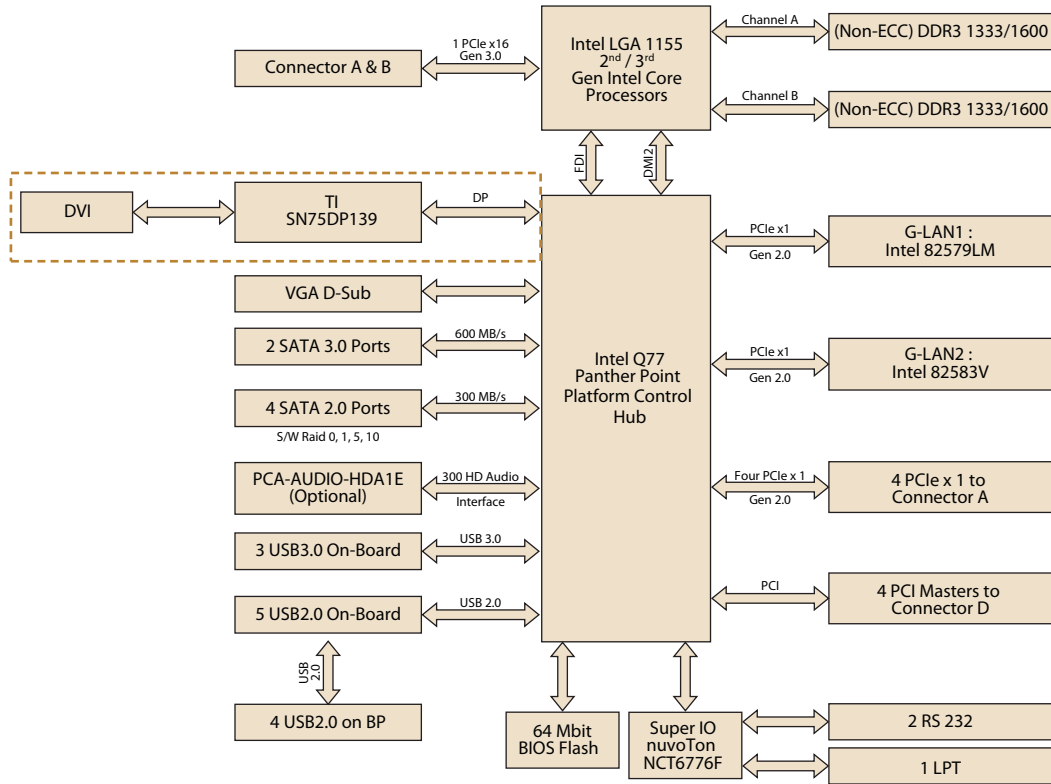 Connector A & B
1 PCIe x16
Gen 3.0
Intel LGA 1155
2nd / 3rd
Gen Intel Core
Processors
Channel A
(Non-ECC) DDR3 1333/1600
Channel B
(Non-ECC) DDR3 1333/1600
FDI
DMI2
DVI
TI
SN75DP139
DP
VGA D-Sub
2 SATA 3.0 Ports
600 MB/s
4 SATA 2.0 Ports
300 MB/s
S/W Raid 0, 1, 5, 10
PCA-AUDIO-HDA1E
(Optional)
300 HD Audio
Interface
3 USB3.0 On-Board
USB 3.0
5 USB2.0 On-Board
USB 2.0
USB
2.0
4 USB2.0 on BP
Intel Q77
Panther Point
Platform Control
Hub
PCIe x1
Gen 2.0
G-LAN1 :
Intel 82579LM
PCIe x1
Gen 2.0
G-LAN2 :
Intel 82583V
Four PCIe x 1
Gen 2.0
4 PCIe x 1 to
Connector A
PCI
4 PCI Masters to
Connector D
64 Mbit
BIOS Flash
Super IO
nuvoTon
NCT6776F
2 RS 232
1 LPT